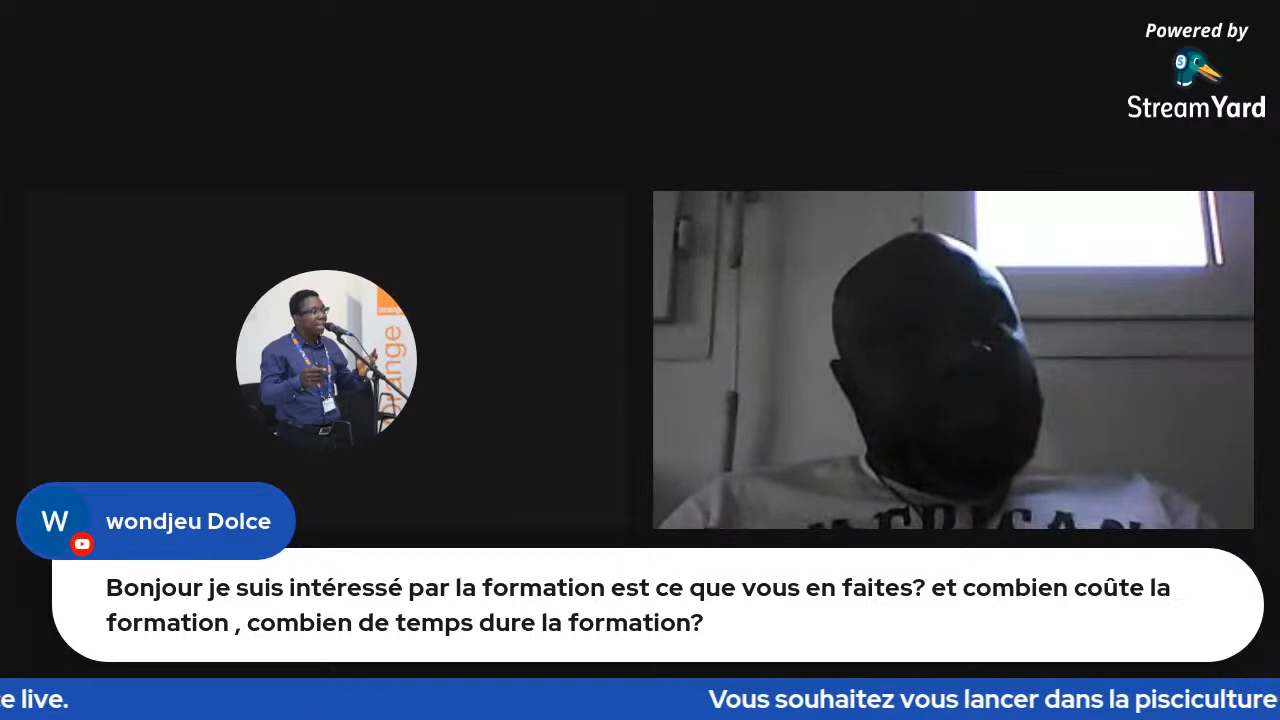 Powered by
StreamYard
Orange
W
wondjeu Dolce
Bonjour je suis intéressé par la formation est ce que vous en faites? et combien coûte la
formation , combien de temps dure la formation?
e live.
Vous souhaitez vous lancer dans la pisciculture